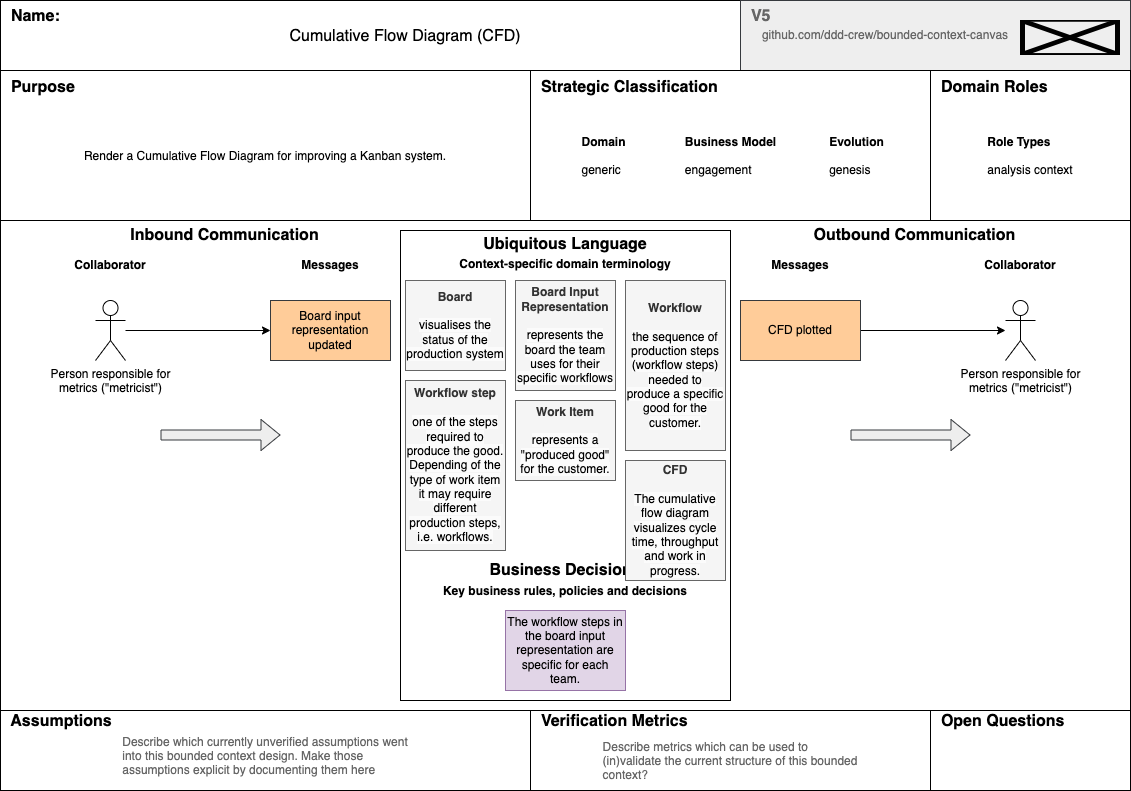 Name:
Cumulative Flow Diagram (CFD)
V5
github.com/ddd-crew/bounded-context-canvas
Purpose
Render a Cumulative Flow Diagram for improving a Kanban system.
Strategic Classification
Domain
generic
Business Model
engagement
Evolution
genesis
Domain Roles
Role Types
analysis context
Inbound Communication
Collaborator
Messages
Person responsible for
metrics ("metricist")
Board input
representation
updated
Ubiquitous Language
Context-specific domain terminology
Board
visualises the
status of the
production system
Board Input
Representation
represents the
board the team
uses for their
specific workflows
Workflow
the sequence of
production steps
(workflow steps)
needed to
produce a specific
good for the
customer.
Workflow step
one of the steps
required to
produce the good.
Depending of the
type of work item
it may require
different
production steps,
i.e. workflows.
Work Item
represents a
"produced good"
for the customer.
CFD
The cumulative
flow diagram
visualizes cycle
time, throughput
and work in
progress.
Business Decision
Key business rules, policies and decisions
The workflow steps in
the board input
representation are
specific for each
team.
Outbound Communication
Messages
Collaborator
CFD plotted
Person responsible for
metrics ("metricist")
Assumptions
Describe which currently unverified assumptions went
into this bounded context design. Make those
assumptions explicit by documenting them here
Verification Metrics
Describe metrics which can be used to
(in)validate the current structure of this bounded
context?
Open Questions